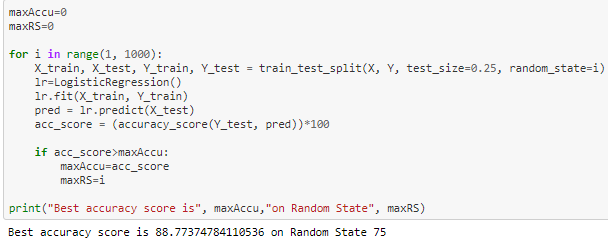 maxAccu=0
maxRS=0
for i in range(1, 1000):
    X_train, X_test, Y_train, Y_test = train_test_split(X, Y, test_size=0.25, random_state=i)
    lr=LogisticRegression()
    lr.fit(X_train, Y_train)
    pred = lr.predict(X_test)
    acc_score = (accuracy_score(Y_test, pred))*100
    if acc_score>maxAccu:
        maxAccu=acc_score
        maxRS=i
print("Best accuracy score is", maxAccu,"on Random State", maxRS)
Best accuracy score is 88.77374784110536 on Random State 75